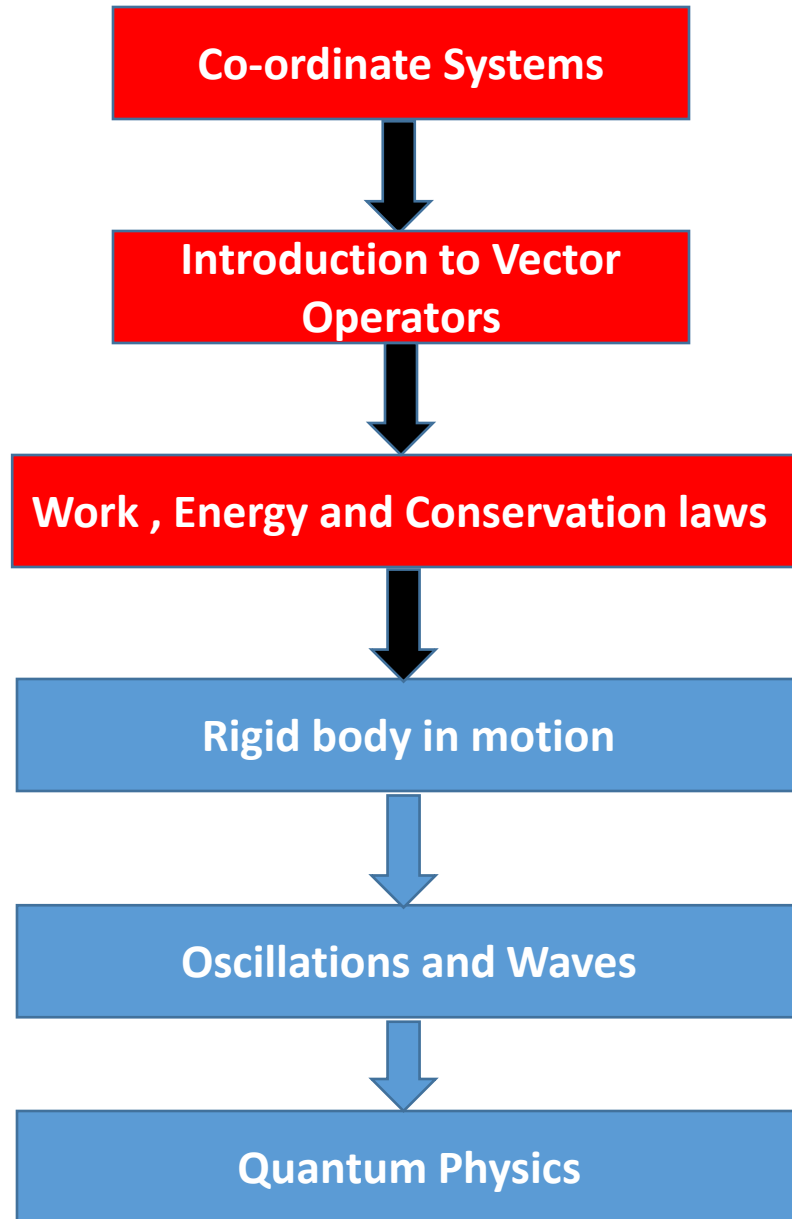 Co-ordinate Systems
Introduction to Vector
Operators
Work , Energy and Conservation laws
Rigid body in motion
Oscillations and Waves
Quantum Physics